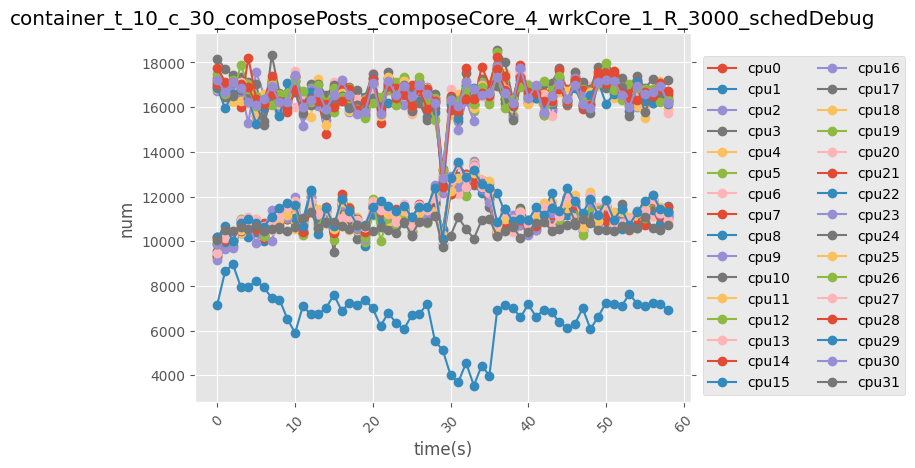 container_t_10_c_30_composePosts_composeCore_4_wrkCore_1_R_3000_schedDebug
num
18000
16000
14000
12000
10000
8000
6000
4000
0
10
20
30
40
50
60
time(s)
cpu0
cpu1
cpu2
cpu3
cpu4
cpu5
cpu6
cpu7
cpu8
cpu9
cpu10
cpu11
cpu12
cpu13
cpu14
cpu15
cpu16
cpu17
cpu18
cpu19
cpu20
cpu21
cpu22
cpu23
cpu24
cpu25
cpu26
cpu27
cpu28
cpu29
cpu30
cpu31